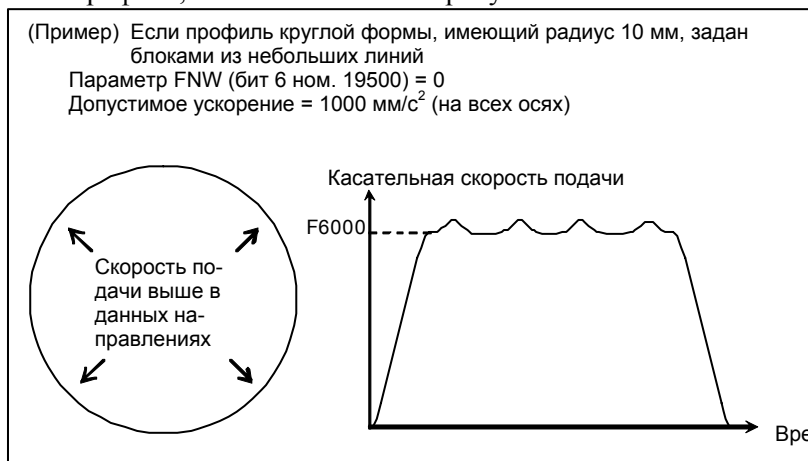 (Пример) Если профиль круглой формы, имеющий радиус 10 мм, задан
блоками из небольших линий
Параметр FNW (бит 6 ном. 19500) = 0
Допустимое ускорение = 1000 мм/с² (на всех осях)
Касательная скорость подачи
F6000
Скорость по-
дачи выше в
данных на-
правлениях
Вре